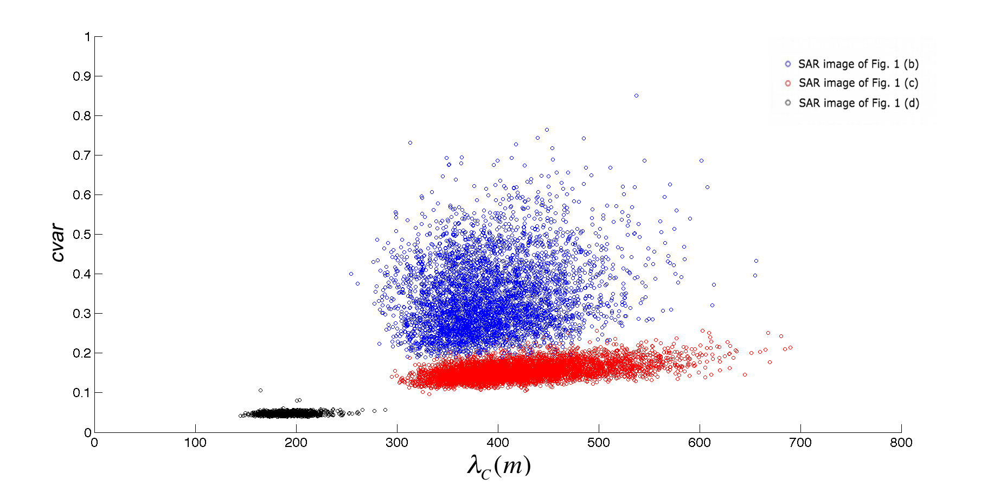 1
0.9
0.8
0.7
0.6
0.5
0.4
0.3
0.2
0.1
0
cvar
0 100 200 300 400 500 600 700 800
λC(m)
SAR image of Fig. 1 (b)
SAR image of Fig. 1 (c)
SAR image of Fig. 1 (d)